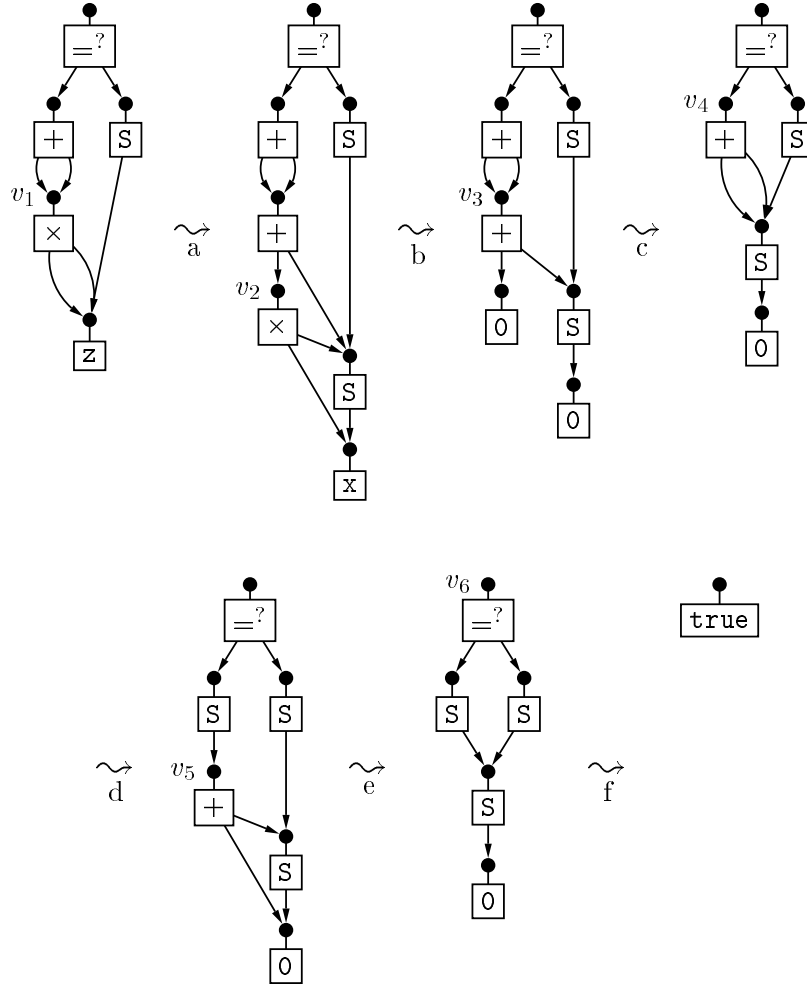 =? =? =? =?
+ S + S + S v4 + S
v1 × v2 + v3 +
a b c
z × 0 S S
S 0 0
x
=? v6 =? true
S S S S
d v5 + e f
S S
0 0